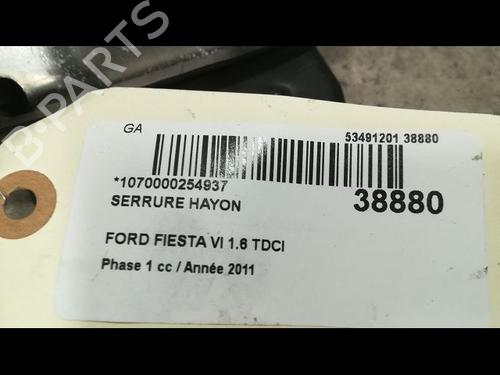 B-PARTS
GA
53491201 38880
*1070000254937
SERRURE HAYON
38880
FORD FIESTA VI 1.6 TDCI
Phase 1 cc / Année 2011